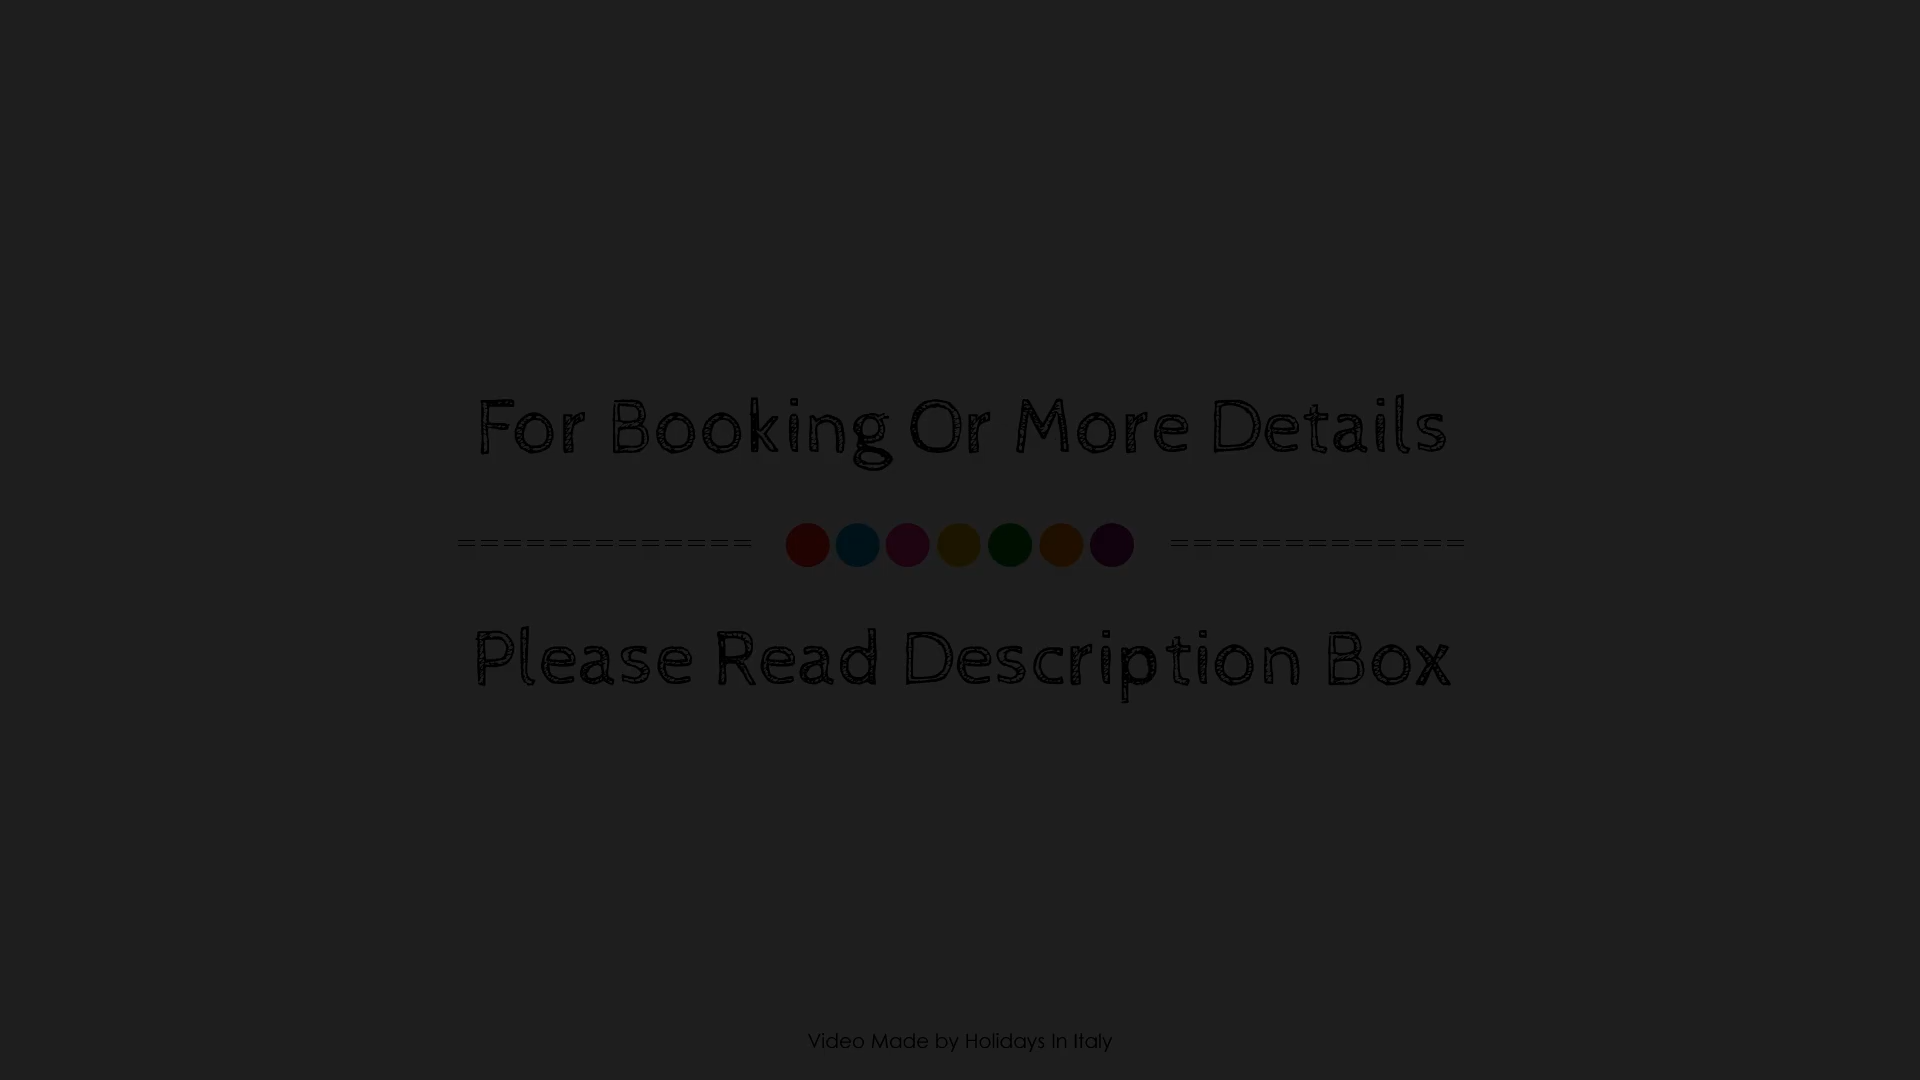 For Booking Or More Details
============= =============
Please Read Description Box
Video Made by Holidays In Italy